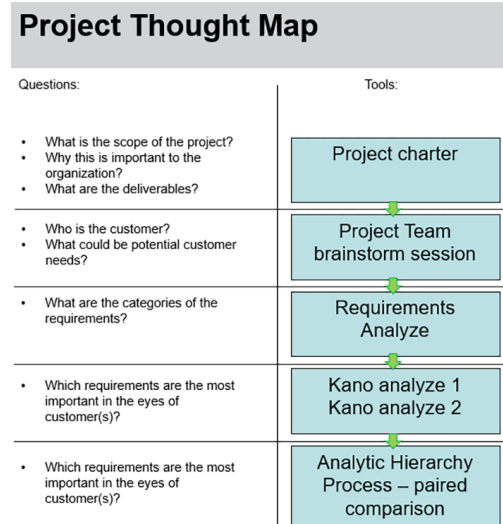 Project Thought Map
Questions:
Tools:
• What is the scope of the project?
• Why this is important to the
organization?
• What are the deliverables?
Project charter
• Who is the customer?
• What could be potential customer
needs?
Project Team
brainstorm session
• What are the categories of the
requirements?
Requirements
Analyze
• Which requirements are the most
important in the eyes of
customer(s)?
Kano analyze 1
Kano analyze 2
• Which requirements are the most
important in the eyes of
customer(s)?
Analytic Hierarchy
Process – paired
comparison